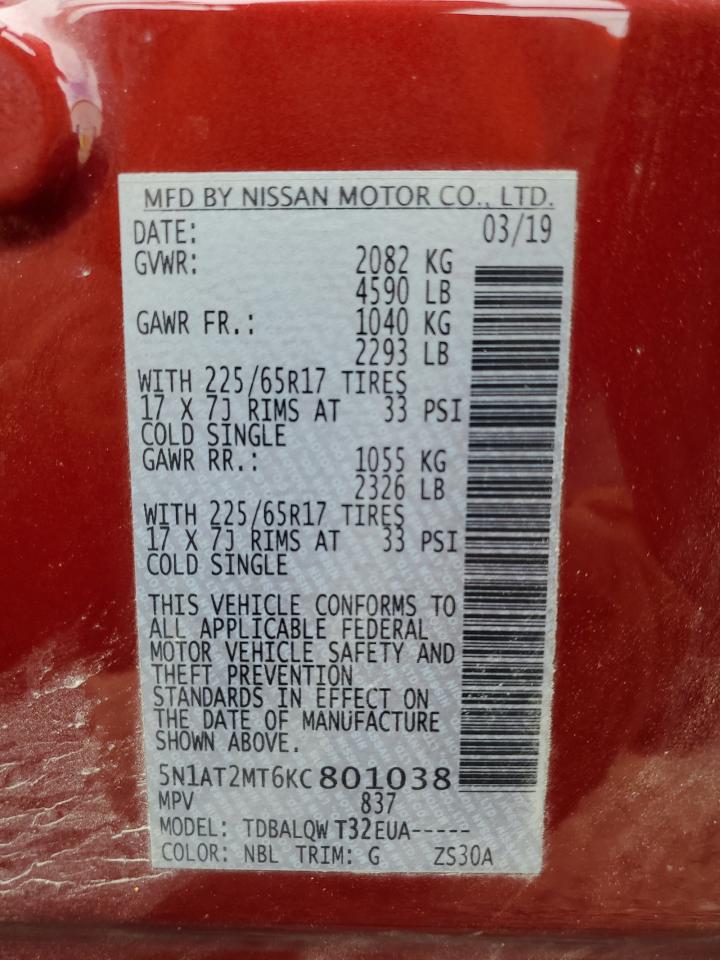 MFD BY NISSAN MOTOR CO., LTD.
DATE: 03/19
GVWR: 2082 KG
4590 LB
GAWR FR.: 1040 KG
2293 LB
WITH 225/65R17 TIRES
17 X 7J RIMS AT 33 PSI
COLD SINGLE
GAWR RR.: 1055 KG
2326 LB
WITH 225/65R17 TIRES
17 X 7J RIMS AT 33 PSI
COLD SINGLE
THIS VEHICLE CONFORMS TO
ALL APPLICABLE FEDERAL
MOTOR VEHICLE SAFETY AND
THEFT PREVENTION
STANDARDS IN EFFECT ON
THE DATE OF MANUFACTURE
SHOWN ABOVE.
5N1AT2MT6KC801038
MPV 837
MODEL: TDBALQW T32EUA-----
COLOR: NBL TRIM: G ZS30A